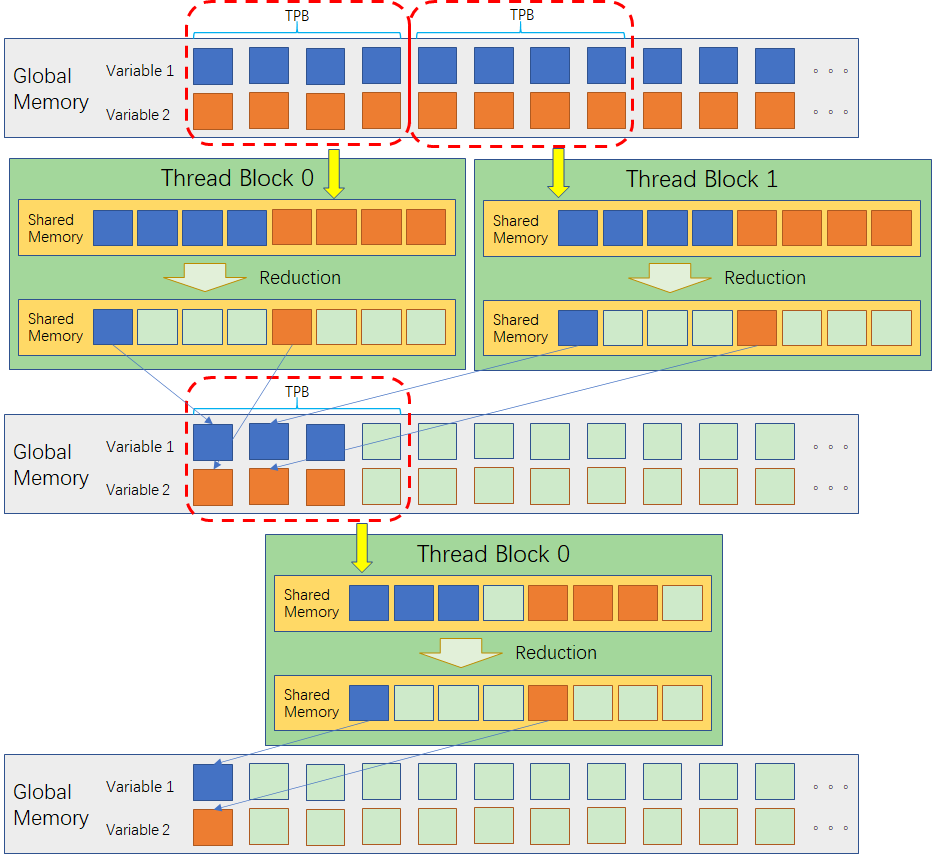 TPB
TPB
Global
Memory
Variable 1
Variable 2
Thread Block 0
Shared
Memory
Reduction
Shared
Memory
Thread Block 1
Shared
Memory
Reduction
Shared
Memory
TPB
Global
Memory
Variable 1
Variable 2
Thread Block 0
Shared
Memory
Reduction
Shared
Memory
Global
Memory
Variable 1
Variable 2